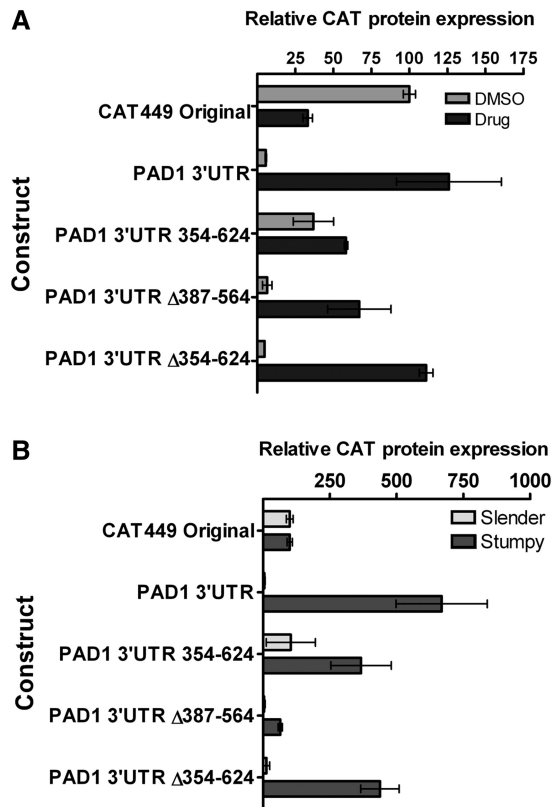 A
Relative CAT protein expression
25 50 75 100 125 150 175
DMSO
Drug
CAT449 Original
PAD1 3'UTR
PAD1 3'UTR 354-624
PAD1 3'UTR Δ387-564
PAD1 3'UTR Δ354-624
Construct
B
Relative CAT protein expression
250 500 750 1000
Slender
Stumpy
CAT449 Original
PAD1 3'UTR
PAD1 3'UTR 354-624
PAD1 3'UTR Δ387-564
PAD1 3'UTR Δ354-624
Construct